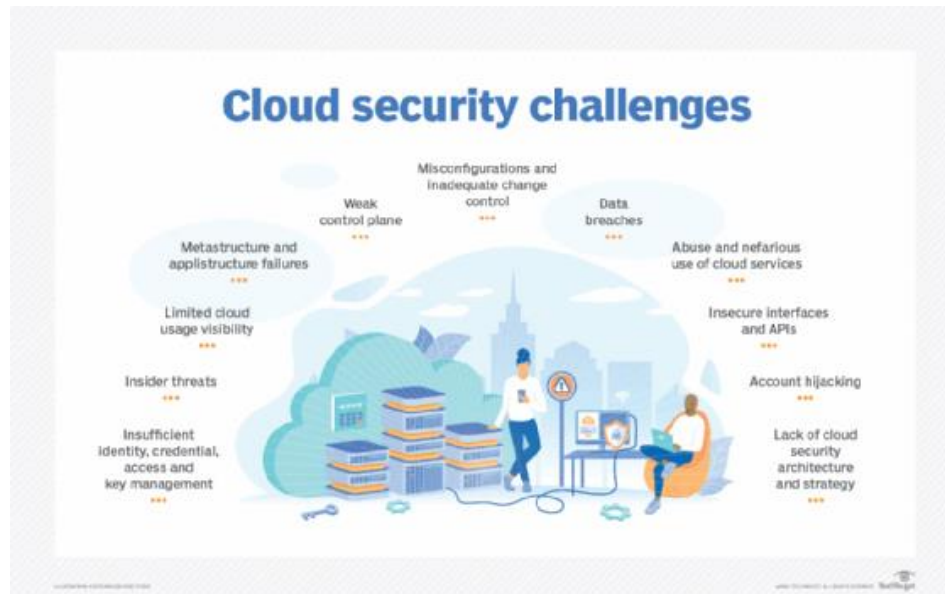 Cloud security challenges
Misconfigurations and
inadequate change
control
Weak
control plane
Data
breaches
Metastructure and
applistructure failures
Abuse and nefarious
use of cloud services
Limited cloud
usage visibility
Insecure interfaces
and APIs
Insider threats
Account hijacking
Insufficient
identity, credential,
access and
key management
Lack of cloud
security
architecture
and strategy
TechTarget